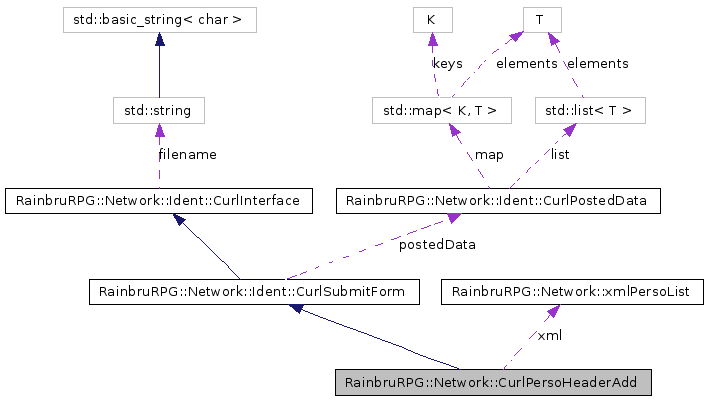 std::basic_string< char >
K
T
keys
elements
elements
std::string
std::map< K, T >
std::list< T >
filename
map
list
RainbruRPG::Network::Ident::CurlInterface
RainbruRPG::Network::Ident::CurlPostedData
postedData
RainbruRPG::Network::Ident::CurlSubmitForm
RainbruRPG::Network::xmlPersoList
xml
RainbruRPG::Network::CurlPersoHeaderAdd